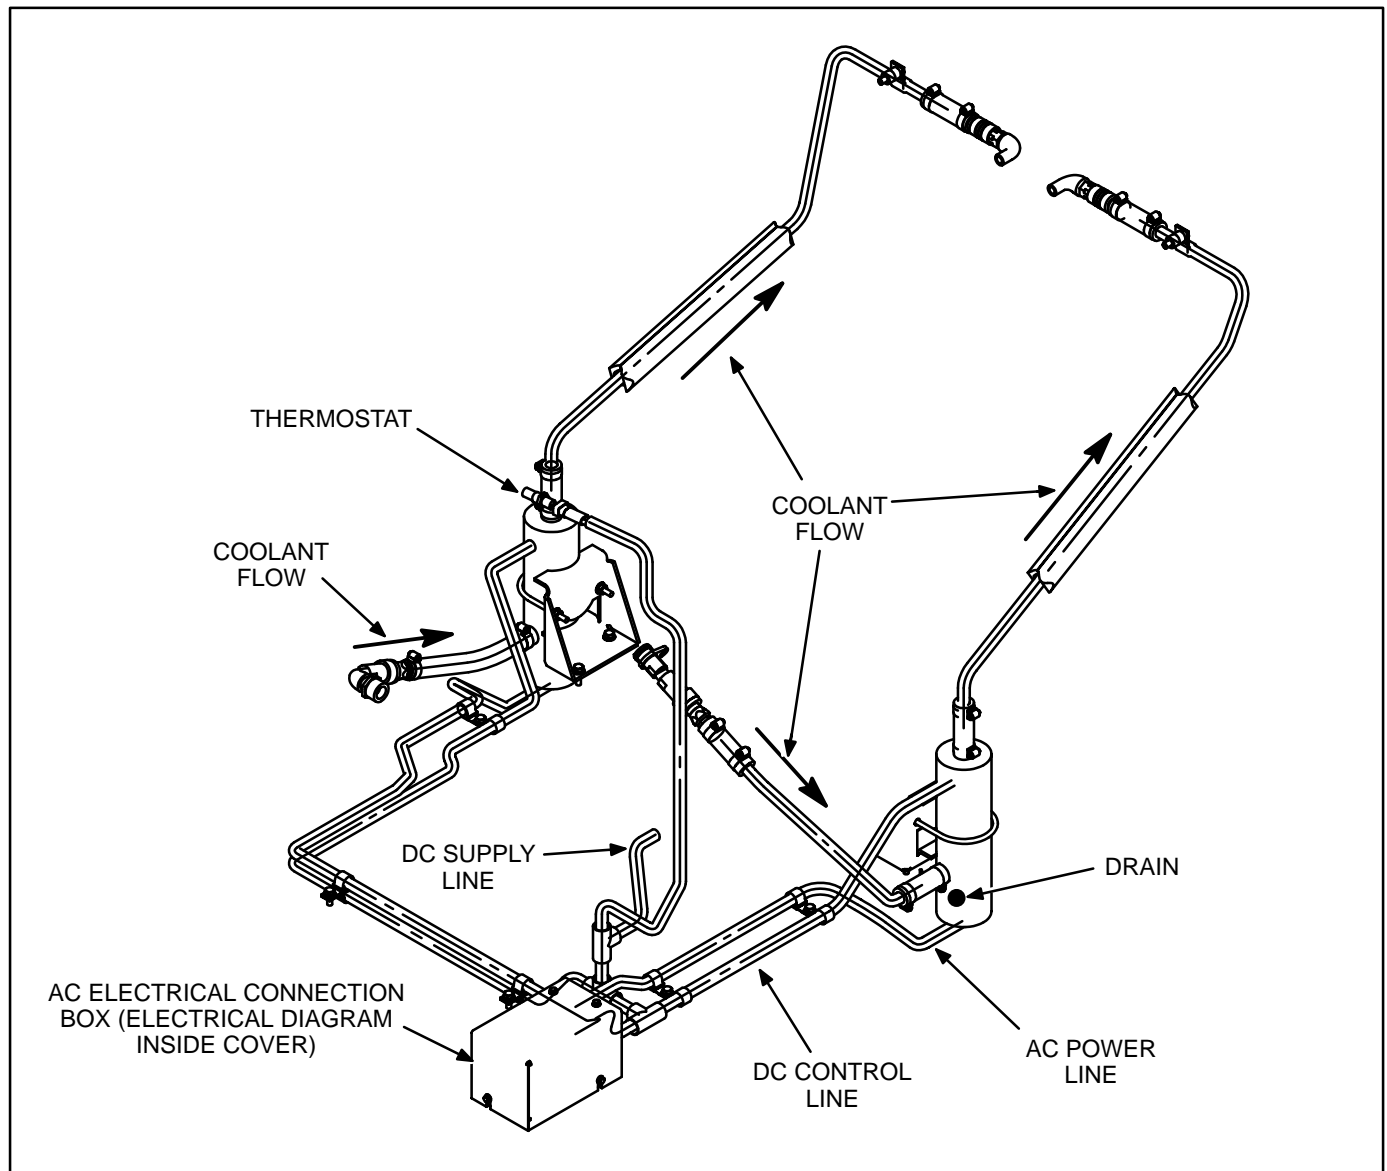 THERMOSTAT
COOLANT
FLOW
COOLANT
FLOW
DC SUPPLY
LINE
DRAIN
AC ELECTRICAL CONNECTION
BOX (ELECTRICAL DIAGRAM
INSIDE COVER)
DC CONTROL
LINE
AC POWER
LINE